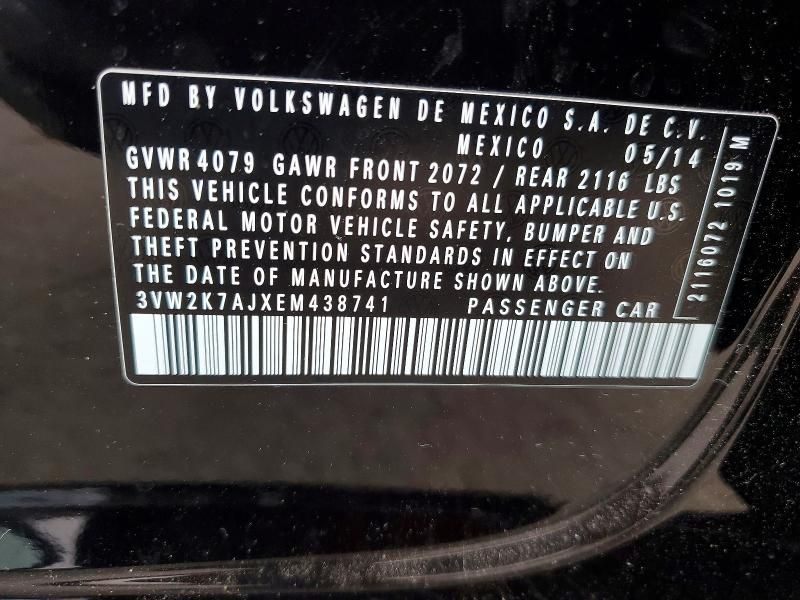 MFD BY VOLKSWAGEN DE MEXICO S.A. DE C.V.
MEXICO 05/14
GVWR 4079 GAWR FRONT 2072 / REAR 2116 LBS
THIS VEHICLE CONFORMS TO ALL APPLICABLE U.S.
FEDERAL MOTOR VEHICLE SAFETY, BUMPER AND
THEFT PREVENTION STANDARDS IN EFFECT ON
THE DATE OF MANUFACTURE SHOWN ABOVE.
3VW2K7AJXEM438741 PASSENGER CAR
2116072 1019 M